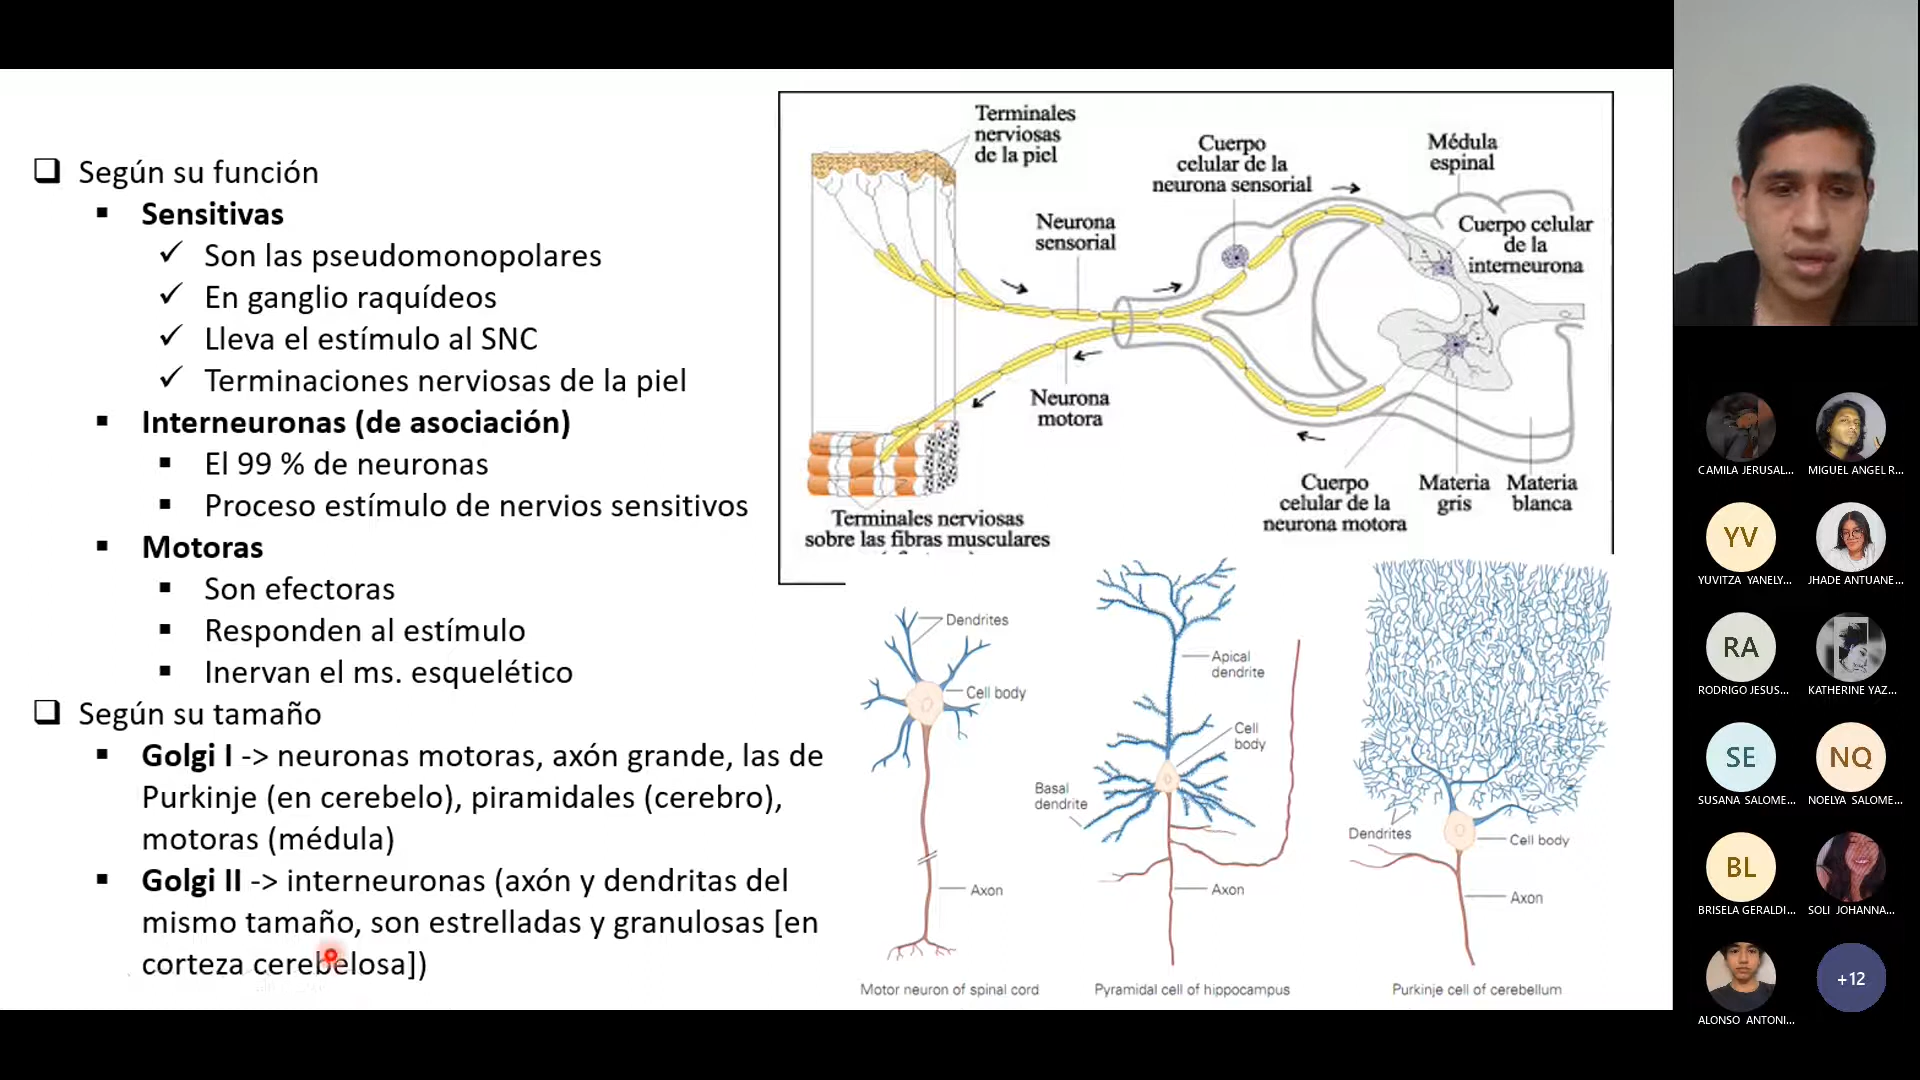 Según su función
Sensitivas
Son las pseudomonopolares
En ganglio raquídeos
Lleva el estímulo al SNC
Terminaciones nerviosas de la piel
Interneuronas (de asociación)
El 99 % de neuronas
Proceso estímulo de nervios sensitivos
Motoras
Son efectoras
Responden al estímulo
Inervan el ms. esquelético
Según su tamaño
Golgi I -> neuronas motoras, axón grande, las de
Purkinje (en cerebelo), piramidales (cerebro),
motoras (médula)
Golgi II -> interneuronas (axón y dendritas del
mismo tamaño, son estrelladas y granulosas [en
corteza cerebelosa])
Terminales
nerviosas
de la piel
Cuerpo
celular de la
neurona sensorial
Médula
espinal
Neurona
sensorial
Cuerpo celular
de la
interneurona
Neurona
motora
Cuerpo
celular de la
neurona motora
Materia
gris
Materia
blanca
Terminales nerviosas
sobre las fibras musculares
Dendrites
Cell body
Axon
Motor neuron of spinal cord
Apical
dendrite
Cell
body
Basal
dendrite
Axon
Pyramidal cell of hippocampus
Dendrites
Cell body
Axon
Purkinje cell of cerebellum
CAMILA JERUSAL...
MIGUEL ANGEL R...
YV
YUVITZA YANELY...
JHADE ANTUANE...
RA
RODRIGO JESUS...
KATHERINE YAZ...
SE
SUSANA SALOME...
NQ
NOELYA SALOME...
BL
BRISELA GERALDI...
SOLI JOHANNA...
ALONSO ANTONI...
+12